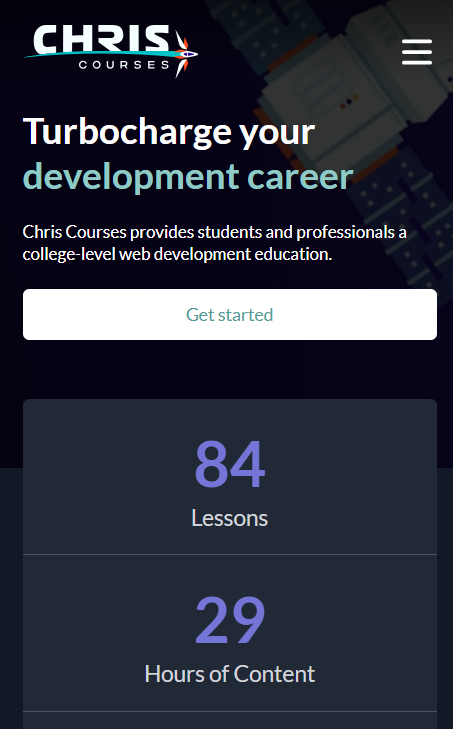 CHRIS
COURSES
Turbocharge your
development career
Chris Courses provides students and professionals a
college-level web development education.
Get started
84
Lessons
29
Hours of Content